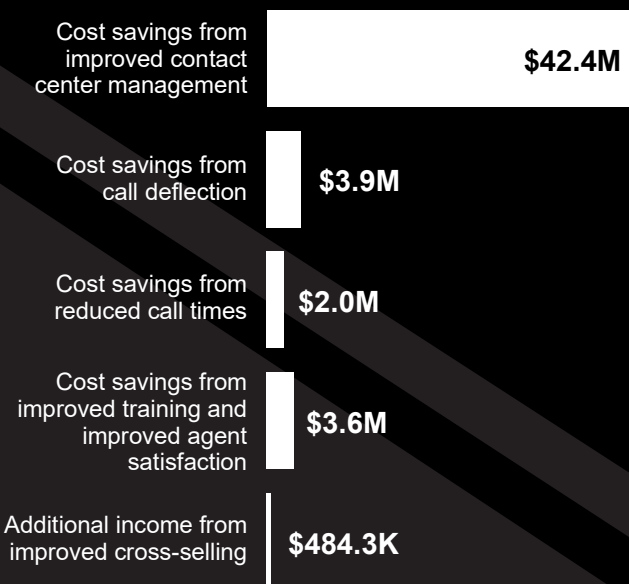 Cost savings from
improved contact
center management
$42.4M
Cost savings from
call deflection
$3.9M
Cost savings from
reduced call times
$2.0M
Cost savings from
improved training and
improved agent
satisfaction
$3.6M
Additional income from
improved cross-selling
$484.3K